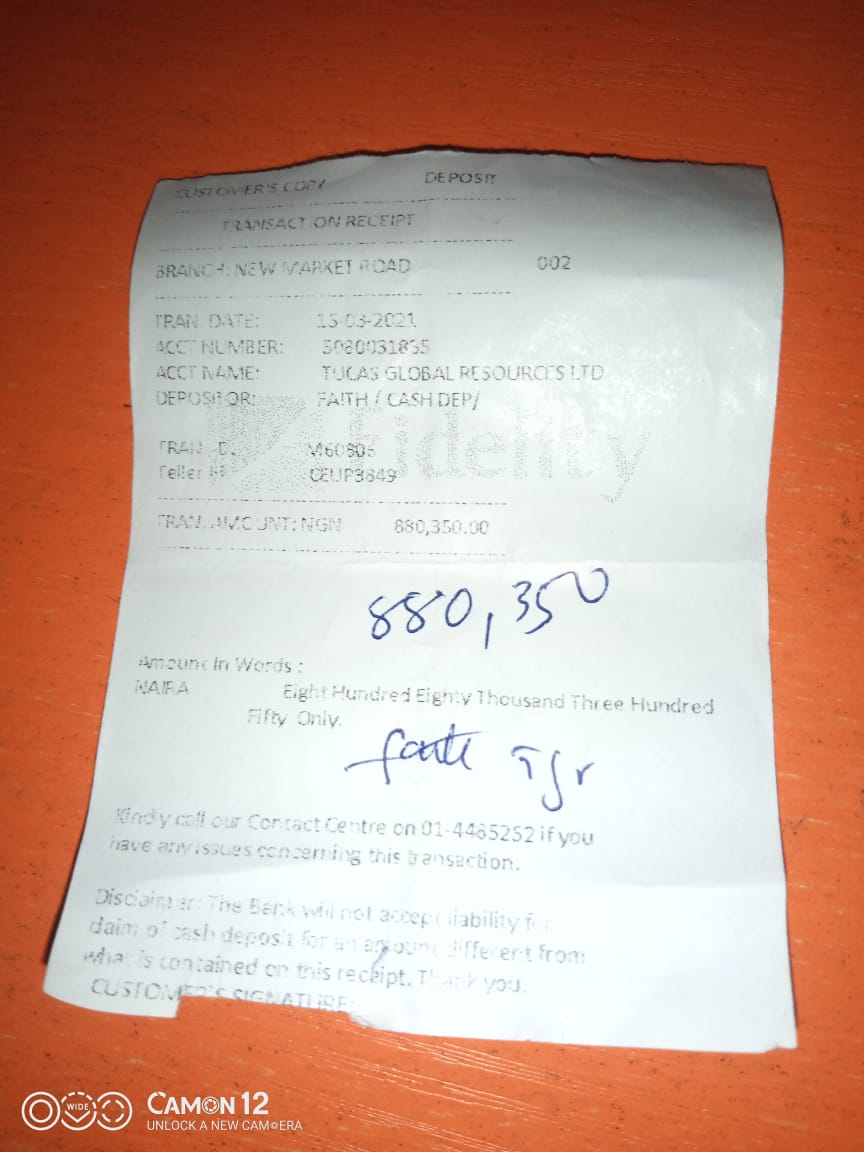 CUSTOMER'S COPY DEPOSIT
TRANSACTION RECEIPT
BRANCH: NEW MARKET ROAD 002
TRAN. DATE: 15-03-2021
ACCT NUMBER: 5080031835
ACCT NAME: TUCAS GLOBAL RESOURCES LTD
DEPOSITOR: FAITH / CASH DEP/
Fidelity
TRAN. ID. M60806
Teller CEUP3849
TRAN. AMOUNT: NGN 880,350.00
880,350
Amount In Words :
NAIRA Eight Hundred Eighty Thousand Three Hundred
Fifty Only.
Kindly call our Contact Centre on 01-4485252 if you
have any issues concerning this transaction.
Disclaimer: The Bank will not accept liability for
claim of cash deposit for an amount different from
what is contained on this receipt. Thank you.
CUSTOMER'S SIGNATURE:
WIDE CAMON 12
UNLOCK A NEW CAMERA